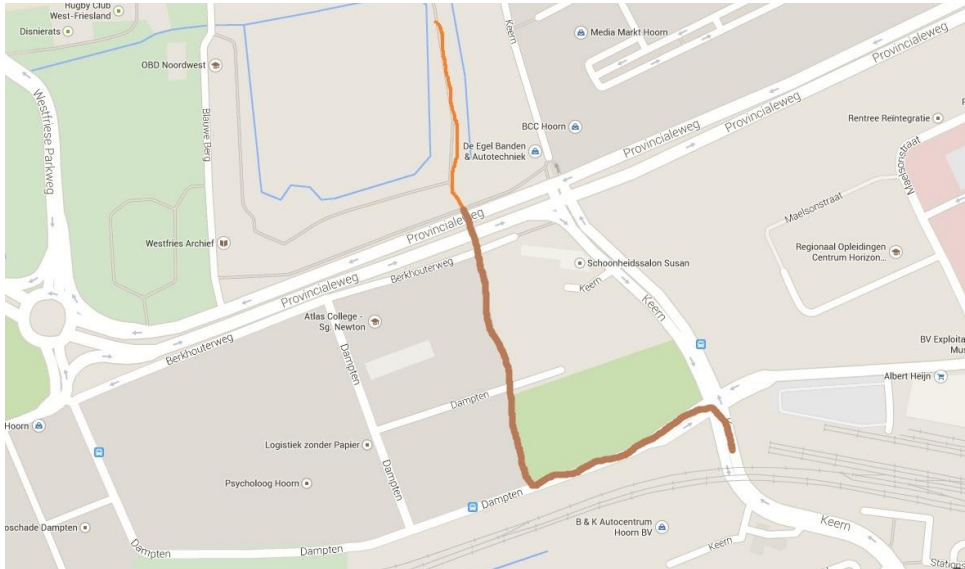 Rugby Club
West-Friesland
Disnierats
OBD Noordwest
Keern
Media Markt Hoorn
Provincialeweg
Provincialeweg
Westfriese Parkweg
Blauwe Berg
BCC Hoorn
De Egel Banden
& Autotechniek
Provincialeweg
Rentree Reïntegratie
Maelsonstraat
Maelsonstraat
Provincialeweg
Westfries Archief
Berkhouterweg
Schoonheidssalon Susan
Regionaal Opleidingen
Centrum Horizon...
Provincialeweg
Keern
Keern
Atlas College -
Sg. Newton
Berkhouterweg
Dampten
BV Exploita
Mus
Albert Heijn
Dampten
Hoorn
Logistiek zonder Papier
Dampten
Psycholoog Hoorn
Dampten
oschade Dampten
B & K Autocentrum
Hoorn BV
Keern
Keern
Dampten
Dampten
Stations